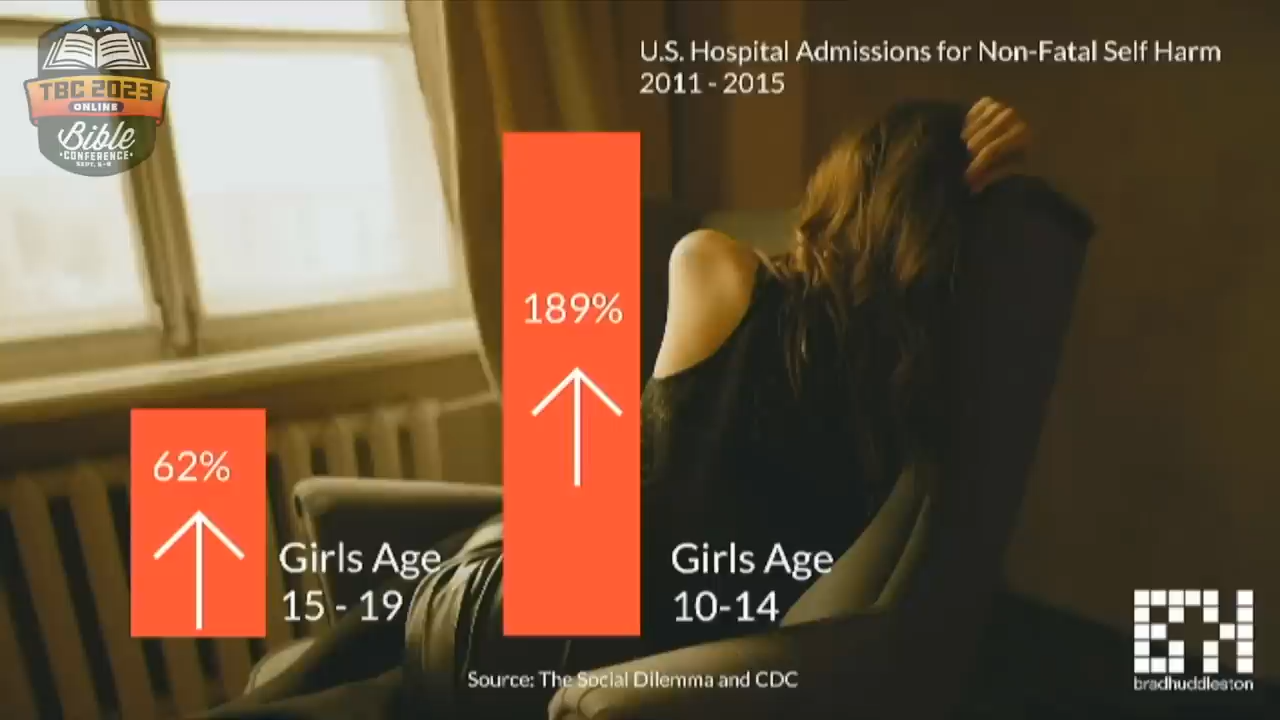 TBC 2023
ONLINE
Bible
•CONFERENCE•
U.S. Hospital Admissions for Non-Fatal Self Harm
2011 - 2015
189%
62%
Girls Age
15 - 19
Girls Age
10-14
Source: The Social Dilemma and CDC
bradhuddleston